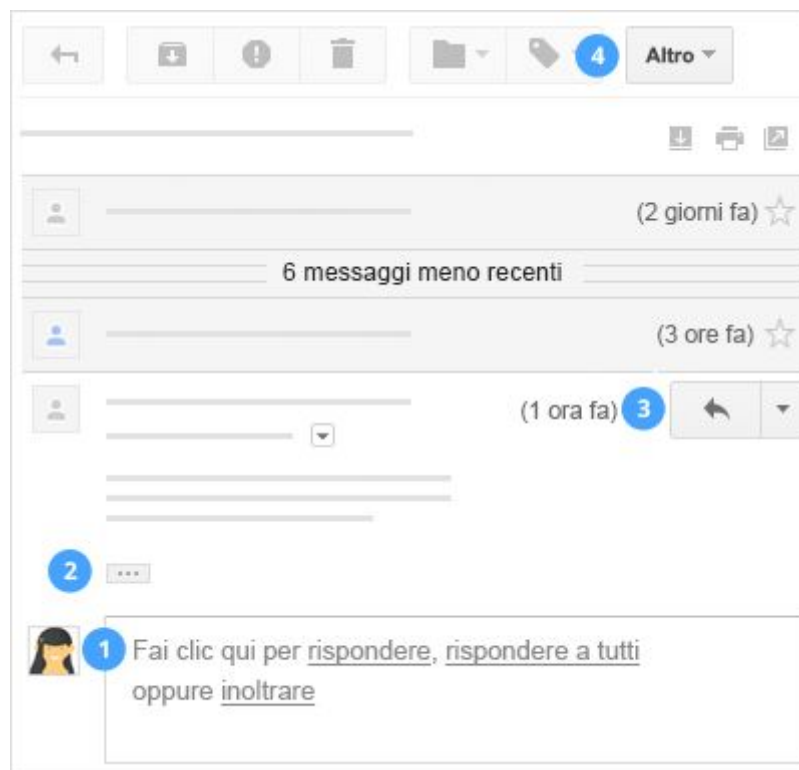 4 Altro
(2 giorni fa)
6 messaggi meno recenti
(3 ore fa)
(1 ora fa) 3
2
1 Fai clic qui per rispondere, rispondere a tutti
oppure inoltrare